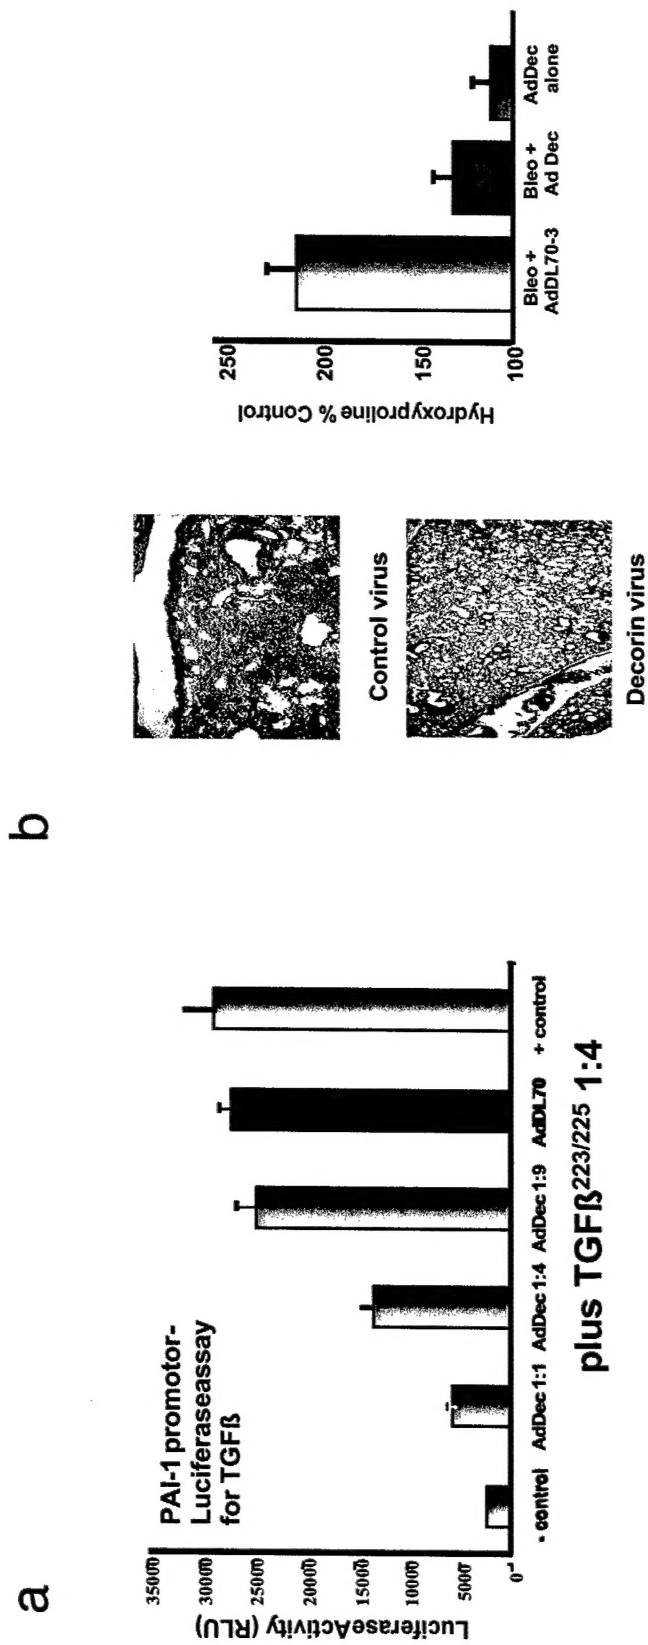 a
PAI-1 promotor-
Luciferaseassay
for TGFß
LuciferaseActivity (RLU)
35000
30000
25000
20000
15000
10000
5000
0
- control AdDec 1:1 AdDec 1:4 AdDec 1:9 AdDL70 + control
plus TGFß223/225 1:4
b
Control virus
Decorin virus
Hydroxyproline % Control
250
200
150
100
Bleo +
AdDL70-3
Bleo +
Ad Dec
AdDec
alone